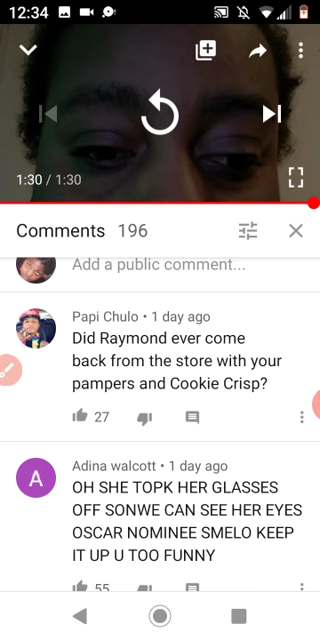 12:34
1:30 / 1:30
Comments 196
Add a public comment...
Papi Chulo • 1 day ago
Did Raymond ever come
back from the store with your
pampers and Cookie Crisp?
27
A
Adina walcott • 1 day ago
OH SHE TOPK HER GLASSES
OFF SONWE CAN SEE HER EYES
OSCAR NOMINEE SMELO KEEP
IT UP U TOO FUNNY
55